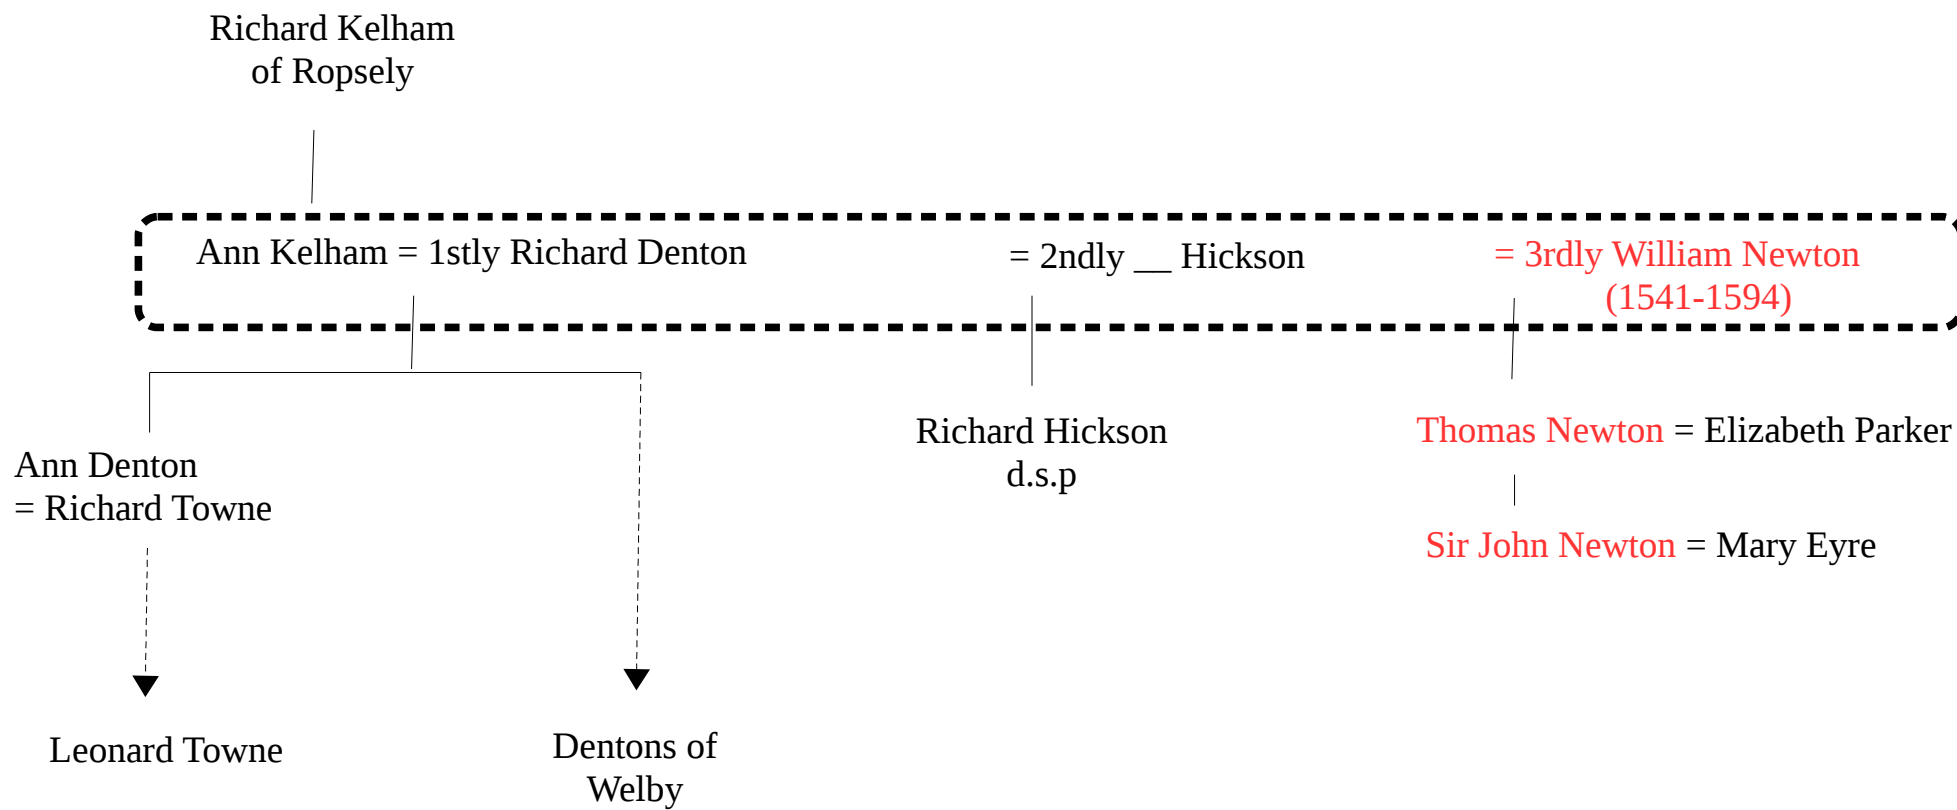 Richard Kelham
of Ropsely
Ann Kelham = 1stly Richard Denton
= 2ndly __ Hickson
= 3rdly William Newton
(1541-1594)
Ann Denton
= Richard Towne
Richard Hickson
d.s.p
Thomas Newton = Elizabeth Parker
Sir John Newton = Mary Eyre
Leonard Towne
Dentons of
Welby